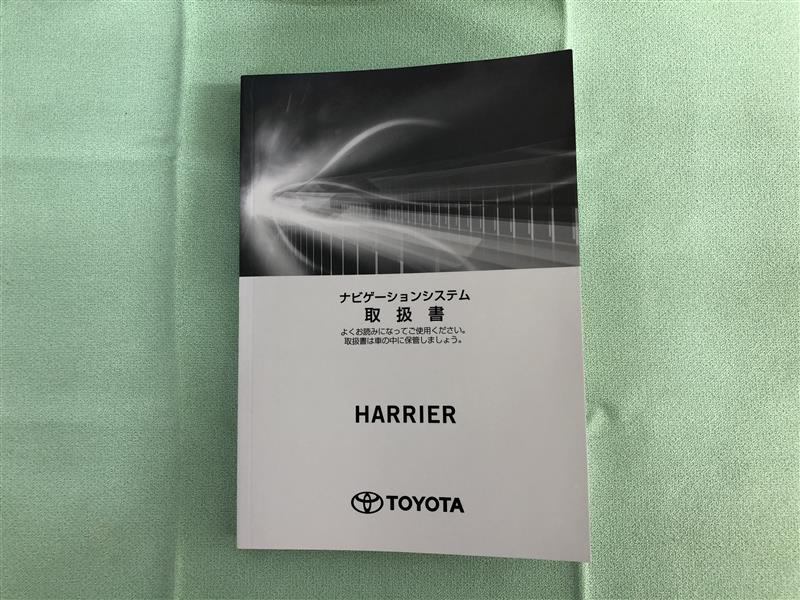 ナビゲーションシステム
取扱書
よくお読みになってご使用ください。
取扱書は車の中に保管しましょう。
HARRIER
TOYOTA